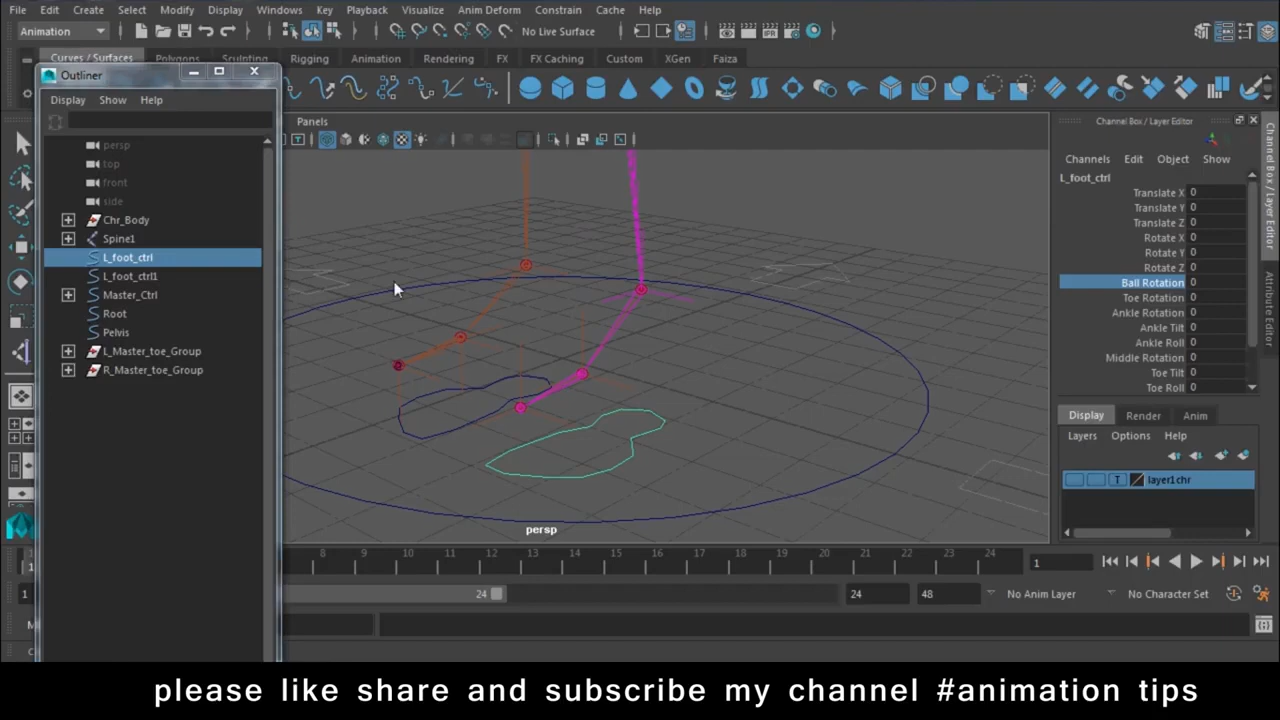 File Edit Create Select Modify Display Windows Key Playback Visualize Anim Deform Constrain Cache Help
Animation No Live Surface
Curves / Surfaces Polygons Sculpting Rigging Animation Rendering FX FX Caching Custom XGen Faiza
Outliner
Display Show Help
persp
top
front
side
Chr_Body
Spine1
L_foot_ctrl
L_foot_ctrl1
Master_Ctrl
Root
Pelvis
L_Master_toe_Group
R_Master_toe_Group
Panels
persp
Channel Box / Layer Editor
Channels Edit Object Show
L_foot_ctrl
Translate X 0
Translate Y 0
Translate Z 0
Rotate X 0
Rotate Y 0
Rotate Z 0
Ball Rotation 0
Toe Rotation 0
Ankle Rotation 0
Ankle Tilt 0
Ankle Roll 0
Middle Rotation 0
Toe Tilt 0
Toe Roll 0
Display Render Anim
Layers Options Help
T layer1chr
Channel Box / Layer Editor
Attribute Editor
8 9 10 11 12 13 14 15 16 17 18 19 20 21 22 23 24
1
1 24 24 48 No Anim Layer No Character Set
please like share and subscribe my channel #animation tips